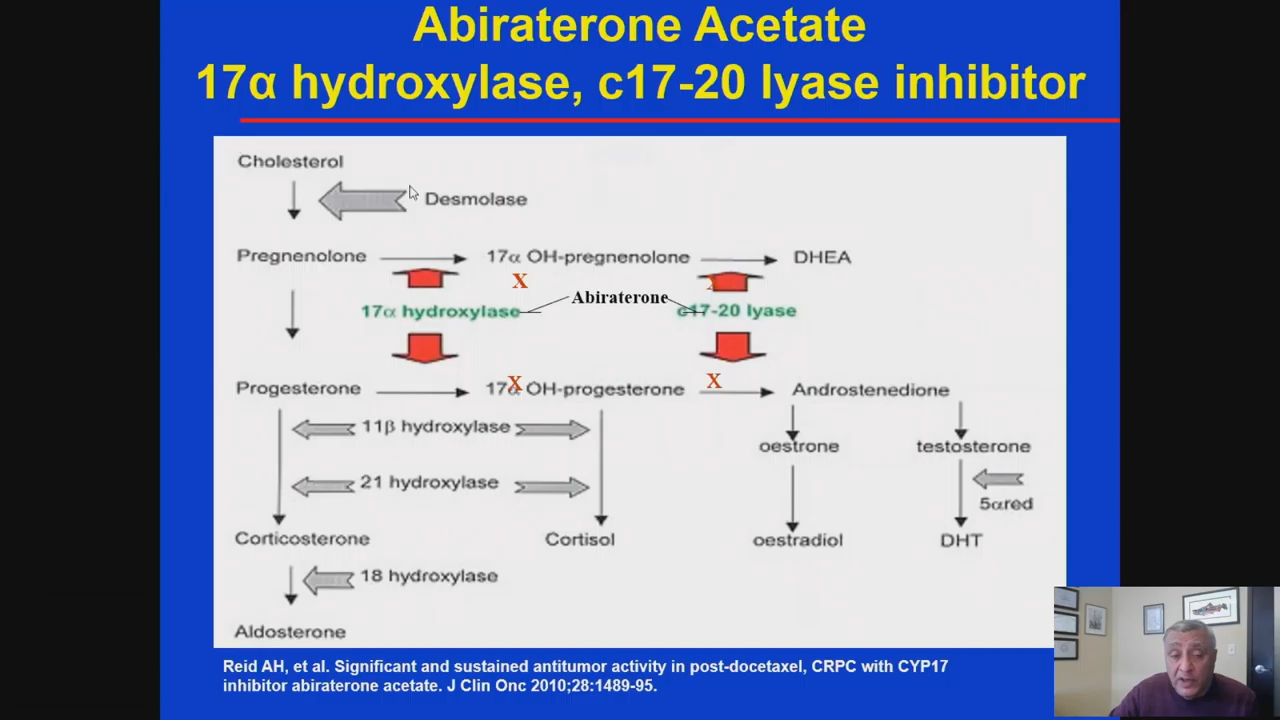 Abiraterone Acetate
17α hydroxylase, c17-20 lyase inhibitor
Cholesterol
Desmolase
Pregnenolone
17α OH-pregnenolone
DHEA
X
X
Abiraterone
17α hydroxylase
c17-20 lyase
X
X
Progesterone
17α OH-progesterone
Androstenedione
11β hydroxylase
oestrone
testosterone
21 hydroxylase
5αred
Corticosterone
Cortisol
oestradiol
DHT
18 hydroxylase
Aldosterone
Reid AH, et al. Significant and sustained antitumor activity in post-docetaxel, CRPC with CYP17
inhibitor abiraterone acetate. J Clin Onc 2010;28:1489-95.